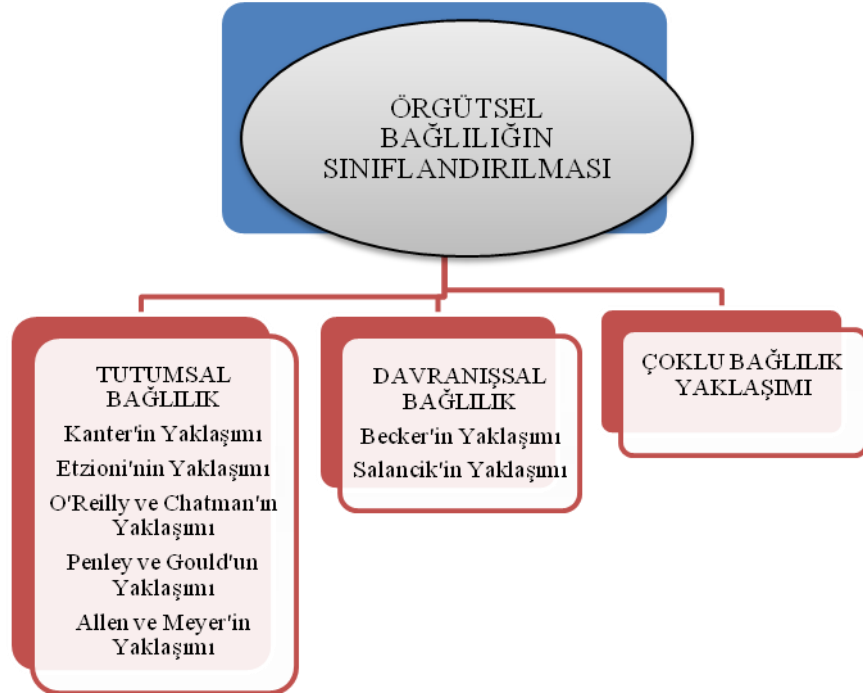 ÖRGÜTSEL
BAĞLILIĞIN
SINIFLANDIRILMASI
TUTUMSAL
BAĞLILIK
Kanter'in Yaklaşımı
Etzioni'nin Yaklaşımı
O'Reilly ve Chatman'ın
Yaklaşımı
Penley ve Gould'un
Yaklaşımı
Allen ve Meyer'in
Yaklaşımı
DAVRANIŞSAL
BAĞLILIK
Becker'in Yaklaşımı
Salancik'in Yaklaşımı
ÇOKLU BAĞLILIK
YAKLAŞIMI